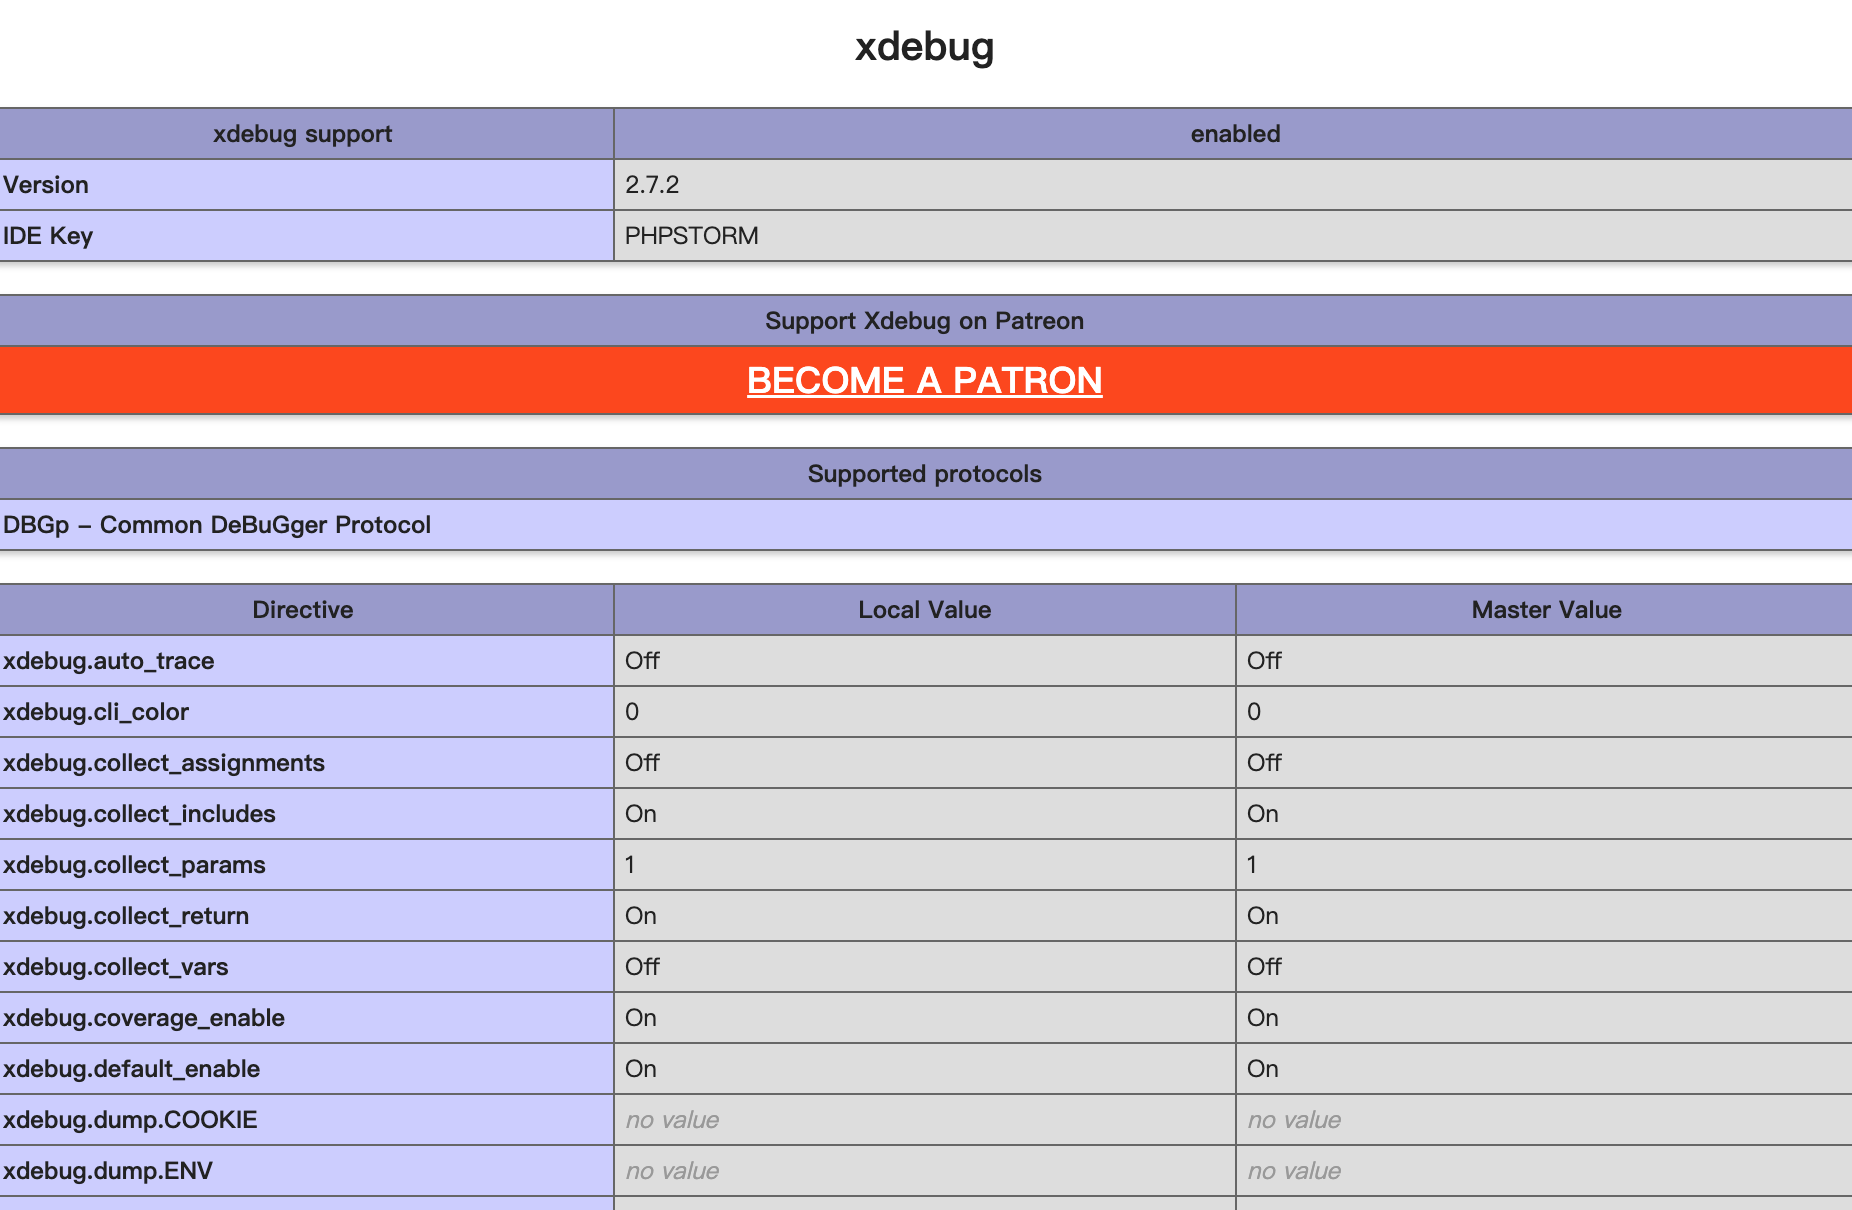 xdebug
xdebug support enabled
Version 2.7.2
IDE Key PHPSTORM
Support Xdebug on Patreon
BECOME A PATRON
Supported protocols
DBGp – Common DeBuGger Protocol
Directive Local Value Master Value
xdebug.auto_trace Off Off
xdebug.cli_color 0 0
xdebug.collect_assignments Off Off
xdebug.collect_includes On On
xdebug.collect_params 1 1
xdebug.collect_return On On
xdebug.collect_vars Off Off
xdebug.coverage_enable On On
xdebug.default_enable On On
xdebug.dump.COOKIE no value no value
xdebug.dump.ENV no value no value